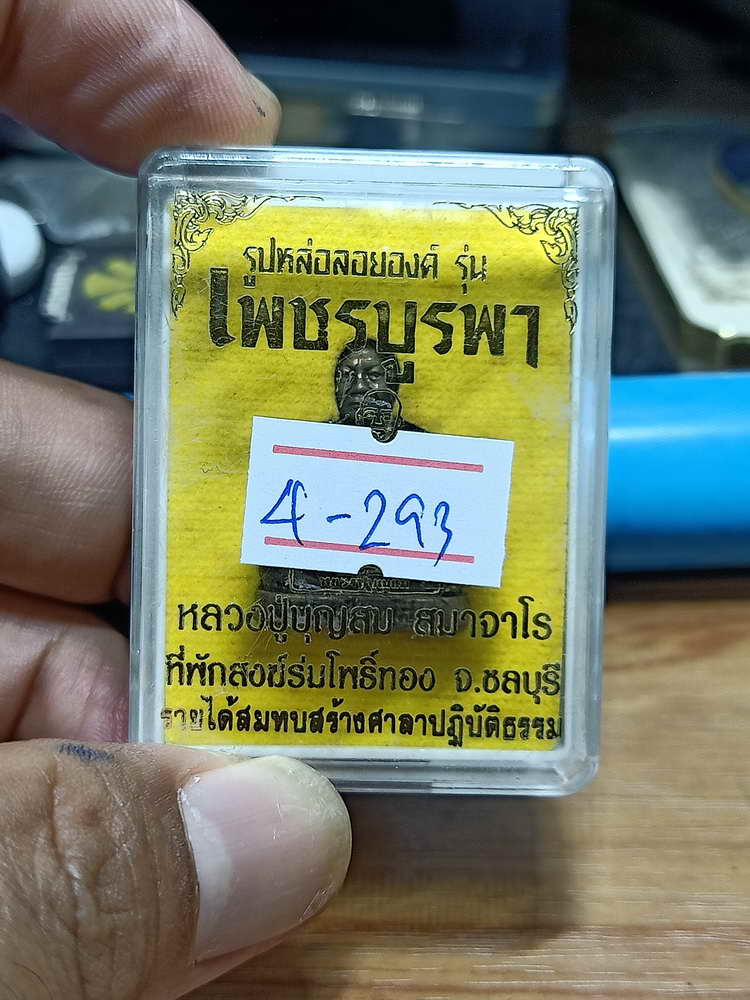 รูปหล่อลอยองค์ รุ่น
เพชรบูรพา
4-293
หลวงปู่บุญสม สมาจาโร
ที่พักสงฆ์ร่มโพธิ์ทอง จ.ชลบุรี
รายได้สมทบสร้างศาลาปฏิบัติธรรม